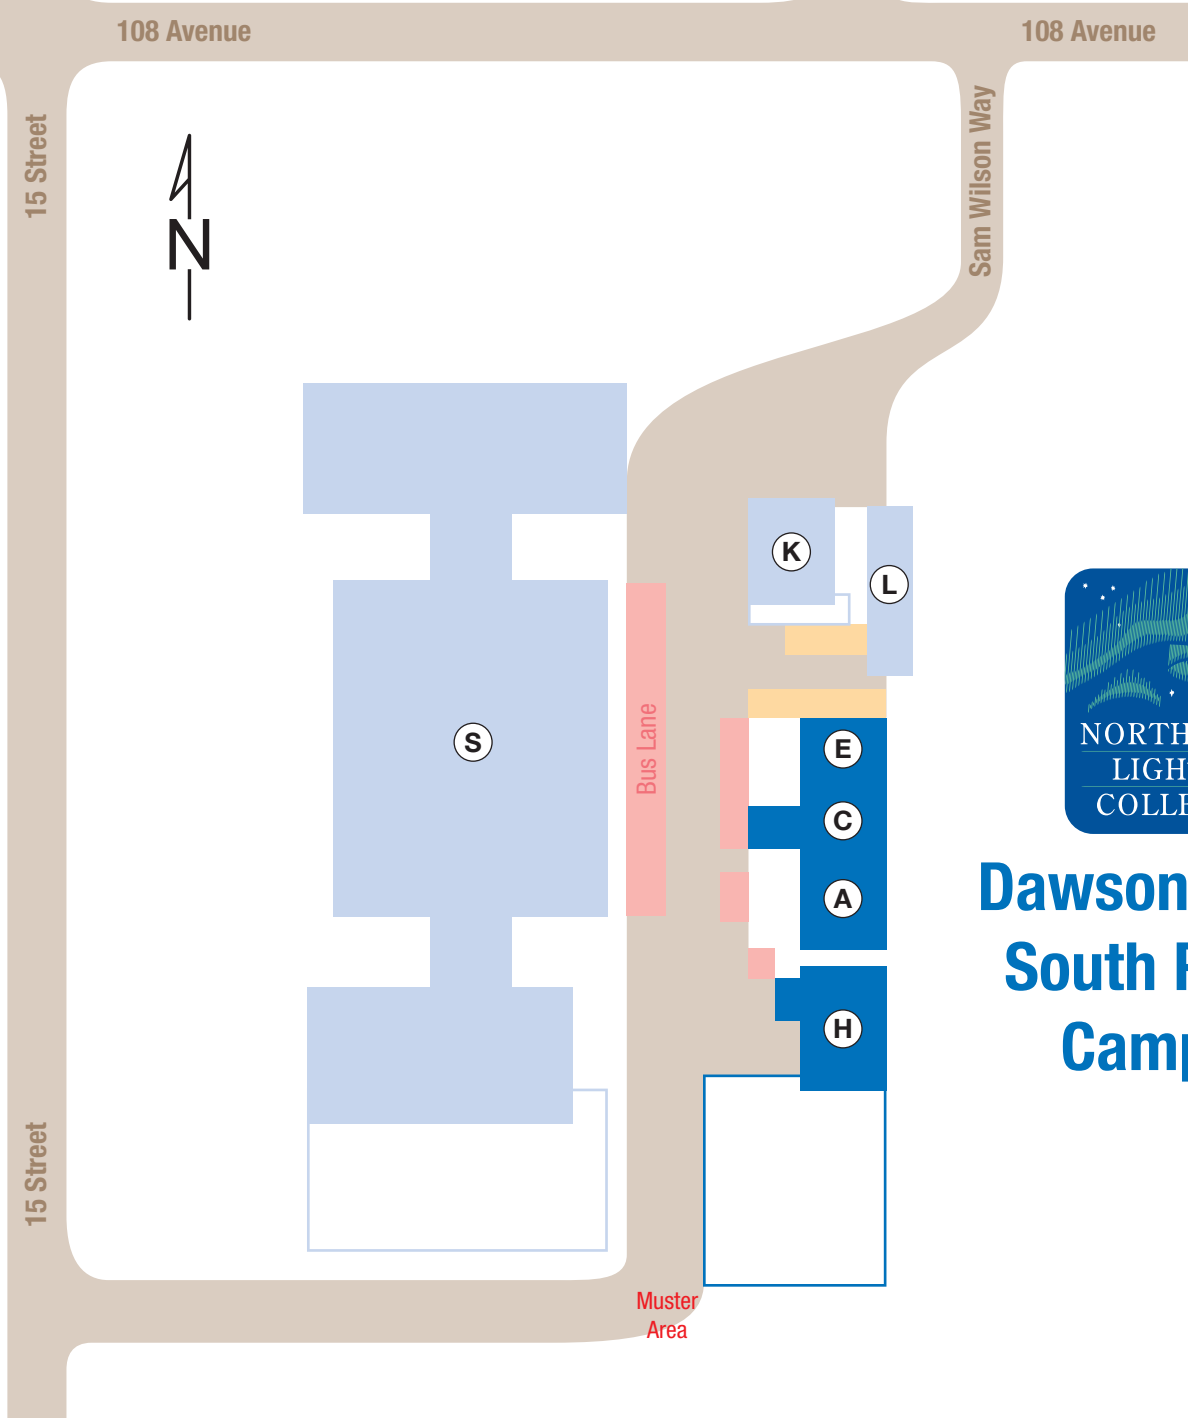 108 Avenue
108 Avenue
15 Street
Sam Wilson Way
N
K
L
S
Bus Lane
E
C
A
H
NORTH
LIGH
COLLE
Dawson
South
Camp
15 Street
Muster
Area